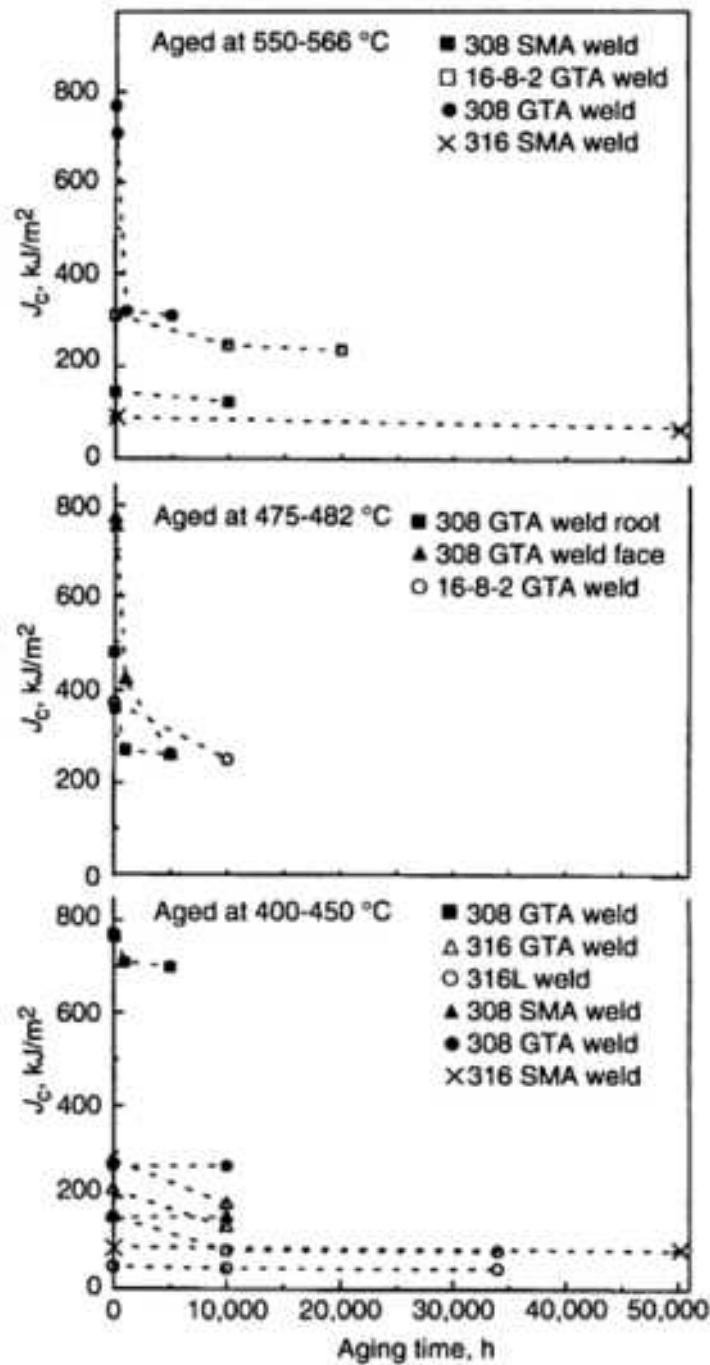 Aged at 550-566 °C
■ 308 SMA weld
□ 16-8-2 GTA weld
● 308 GTA weld
× 316 SMA weld
800
600
400
200
0
Jc, kJ/m²
Aged at 475-482 °C
■ 308 GTA weld root
▲ 308 GTA weld face
○ 16-8-2 GTA weld
800
600
400
200
0
Jc, kJ/m²
Aged at 400-450 °C
■ 308 GTA weld
△ 316 GTA weld
○ 316L weld
▲ 308 SMA weld
● 308 GTA weld
× 316 SMA weld
800
600
400
200
0
Jc, kJ/m²
0 10,000 20,000 30,000 40,000 50,000
Aging time, h